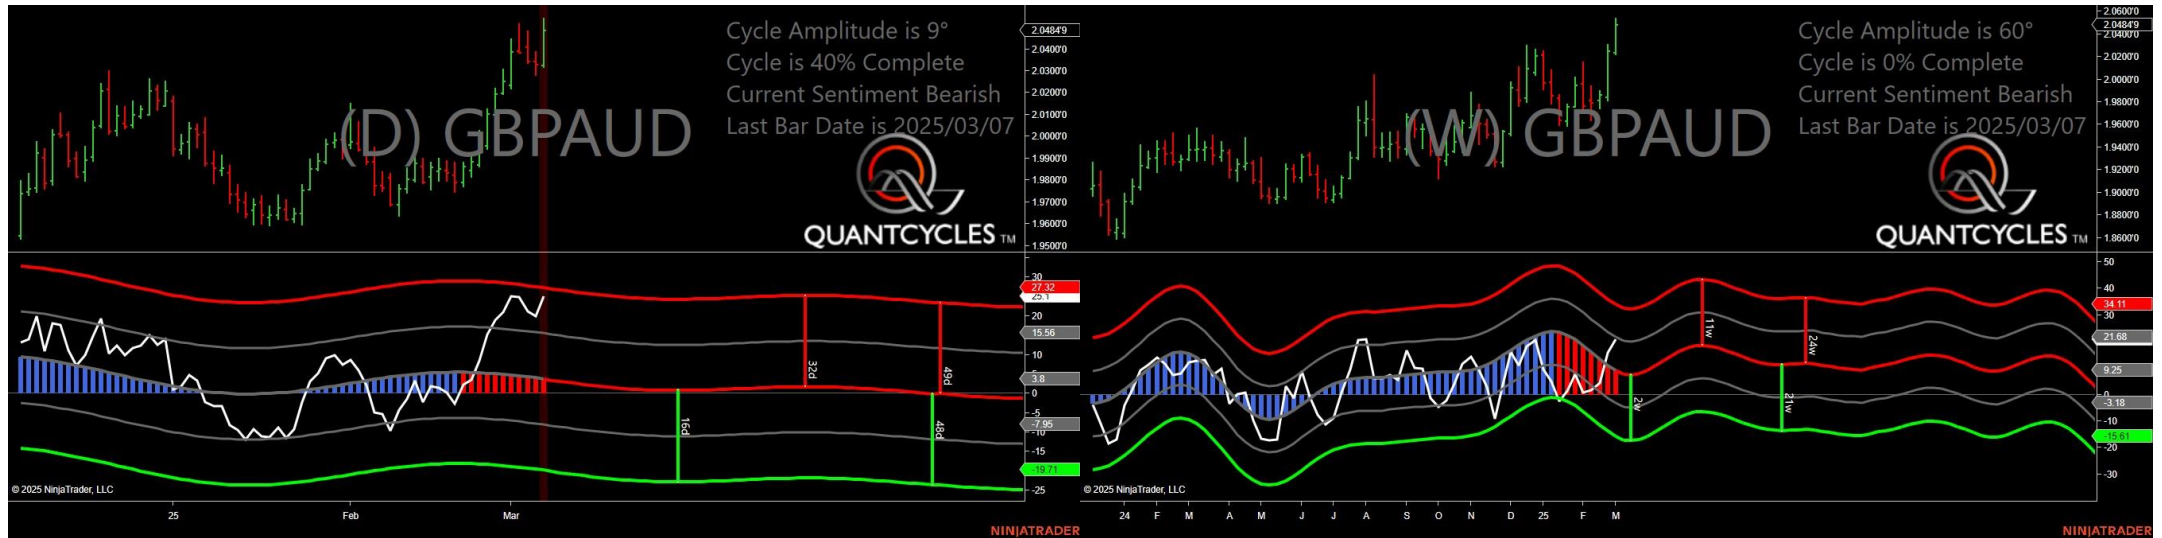 Cycle Amplitude is 9°
Cycle is 40% Complete
Current Sentiment Bearish
Last Bar Date is 2025/03/07
(D) GBPAUD
QUANTCYCLES TM
2.0484'9
2.0400'0
2.0300'0
2.0200'0
2.0100'0
2.0000'0
1.9900'0
1.9800'0
1.9700'0
1.9600'0
1.9500'0
30
27.32
25.1
20
15.56
10
5
3.8
0
-5
-7.95
-10
-15
-19.71
-25
16d
32d
48d
49d
© 2025 NinjaTrader, LLC
25
Feb
Mar
NINJATRADER
Cycle Amplitude is 60°
Cycle is 0% Complete
Current Sentiment Bearish
Last Bar Date is 2025/03/07
(W) GBPAUD
QUANTCYCLES TM
2.0600'0
2.0484'9
2.0400'0
2.0200'0
2.0000'0
1.9800'0
1.9600'0
1.9400'0
1.9200'0
1.9000'0
1.8800'0
1.8600'0
50
40
34.11
30
21.68
9.25
0
-3.18
-10
-15.61
-20
-30
2w
11w
21w
24w
© 2025 NinjaTrader, LLC
24
F
M
A
M
J
J
A
S
O
N
D
25
F
M
NINJATRADER